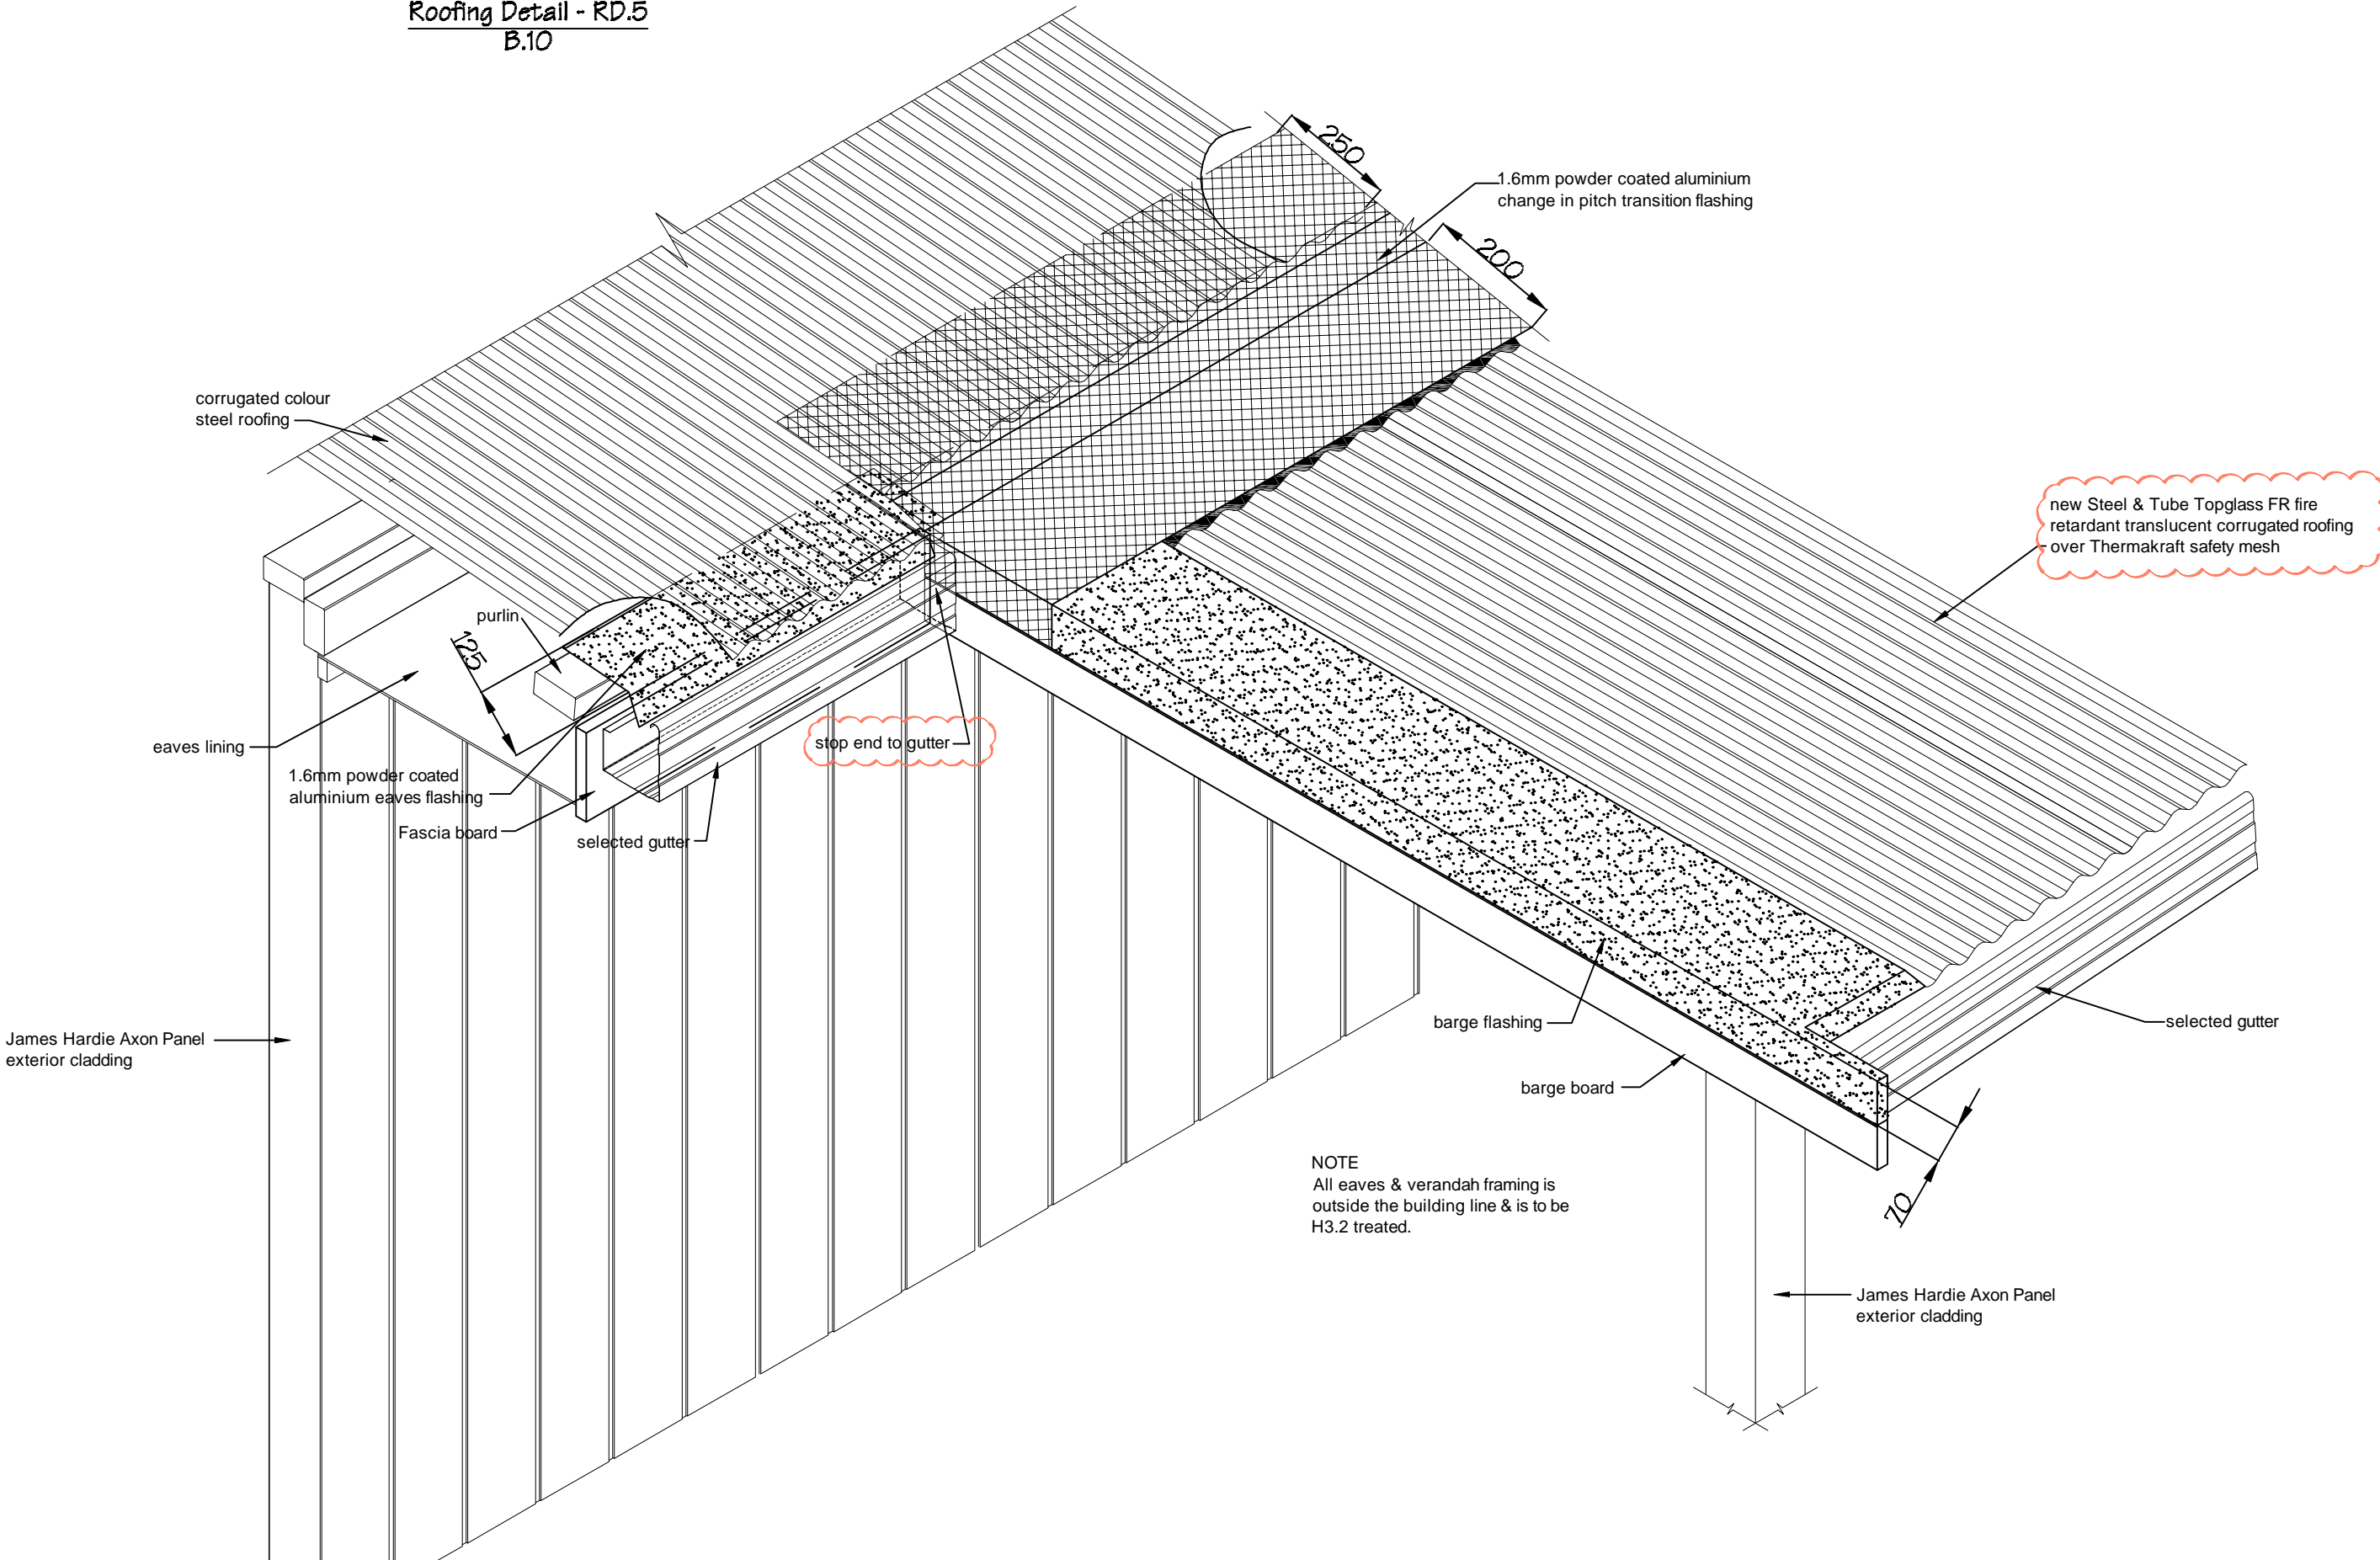 Roofing Detail - RD.5
B.10
250
1.6mm powder coated aluminium
change in pitch transition flashing
200
corrugated colour
steel roofing
new Steel & Tube Topglass FR fire
retardant translucent corrugated roofing
over Thermakraft safety mesh
purlin
125
eaves lining
stop end to gutter
1.6mm powder coated
aluminium eaves flashing
Fascia board
selected gutter
James Hardie Axon Panel
exterior cladding
barge flashing
selected gutter
barge board
NOTE
All eaves & verandah framing is
outside the building line & is to be
H3.2 treated.
70
James Hardie Axon Panel
exterior cladding